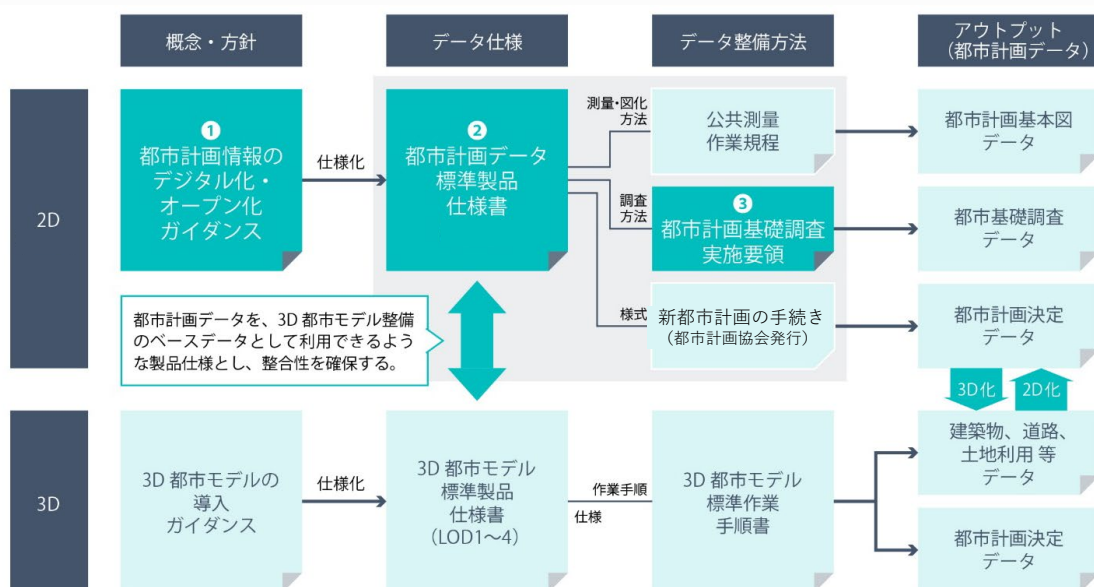 概念・方針
データ仕様
データ整備方法
アウトプット
(都市計画データ)
2D
❶
都市計画情報の
デジタル化・
オープン化
ガイダンス
仕様化
❷
都市計画データ
標準製品
仕様書
測量・図化
方法
公共測量
作業規程
都市計画基本図
データ
調査
方法
❸
都市計画基礎調査
実施要領
都市基礎調査
データ
様式
新都市計画の手続き
(都市計画協会発行)
都市計画決定
データ
都市計画データを、3D 都市モデル整備
のベースデータとして利用できるよう
な製品仕様とし、整合性を確保する。
3D化
2D化
3D
3D 都市モデルの
導入
ガイダンス
仕様化
3D 都市モデル
標準製品
仕様書
(LOD1〜4)
作業手順
仕様
3D 都市モデル
標準作業
手順書
建築物、道路、
土地利用 等
データ
都市計画決定
データ